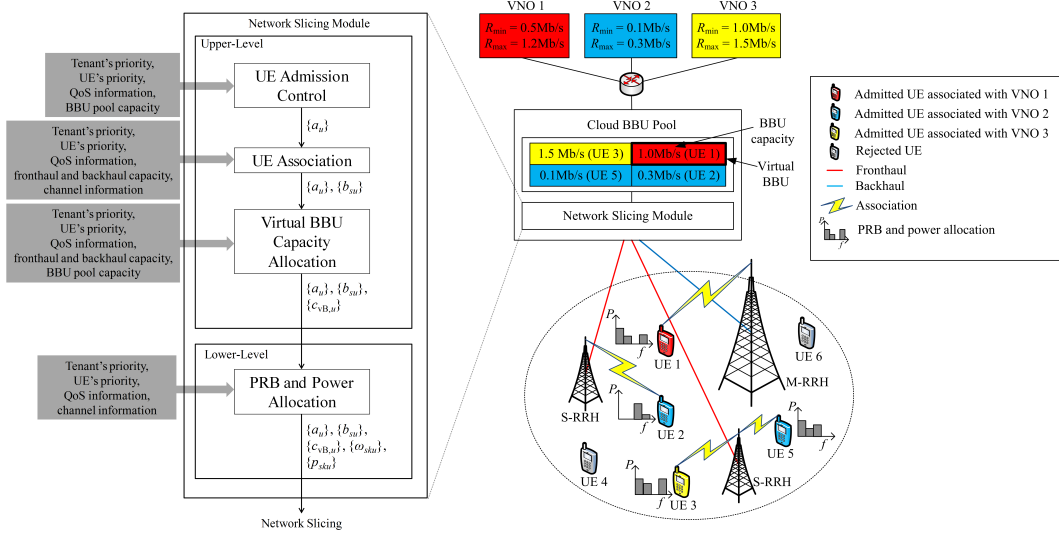 Network Slicing Module
Upper-Level
Tenant's priority,
UE's priority,
QoS information,
BBU pool capacity
UE Admission
Control
{a_u}
Tenant's priority,
UE's priority,
QoS information,
fronthaul and backhaul capacity,
channel information
UE Association
{a_u}, {b_su}
Tenant's priority,
UE's priority,
QoS information,
fronthaul and backhaul capacity,
BBU pool capacity
Virtual BBU
Capacity
Allocation
{a_u}, {b_su},
{c_vB,u}
Lower-Level
Tenant's priority,
UE's priority,
QoS information,
channel information
PRB and Power
Allocation
{a_u}, {b_su},
{c_vB,u}, {ω_sku},
{p_sku}
Network Slicing
VNO 1
R_min = 0.5Mb/s
R_max = 1.2Mb/s
VNO 2
R_min = 0.1Mb/s
R_max = 0.3Mb/s
VNO 3
R_min = 1.0Mb/s
R_max = 1.5Mb/s
Cloud BBU Pool
BBU
capacity
1.5 Mb/s (UE 3)
1.0Mb/s (UE 1)
0.1Mb/s (UE 5)
0.3Mb/s (UE 2)
Virtual
BBU
Network Slicing Module
P
f
UE 1
UE 6
M-RRH
S-RRH
f
UE 2
P
f
UE 5
UE 4
P
f
UE 3
S-RRH
Admitted UE associated with VNO 1
Admitted UE associated with VNO 2
Admitted UE associated with VNO 3
Rejected UE
Fronthaul
Backhaul
Association
P
f
PRB and power allocation